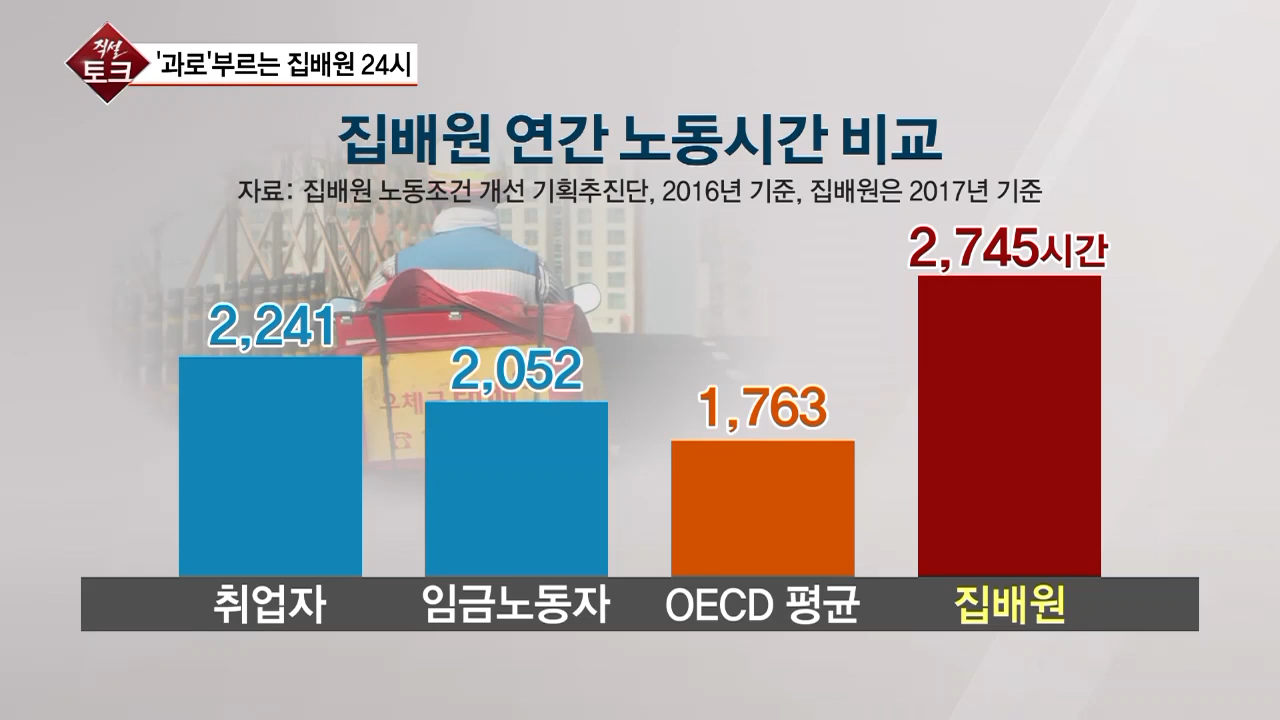 직설
토크
'과로'부르는 집배원 24시
집배원 연간 노동시간 비교
자료: 집배원 노동조건 개선 기획추진단, 2016년 기준, 집배원은 2017년 기준
2,241
2,052
1,763
2,745시간
우체국
취업자
임금노동자
OECD 평균
집배원